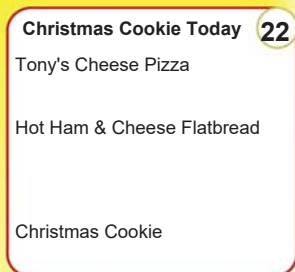 Christmas Cookie Today 22
Tony's Cheese Pizza
Hot Ham & Cheese Flatbread
Christmas Cookie